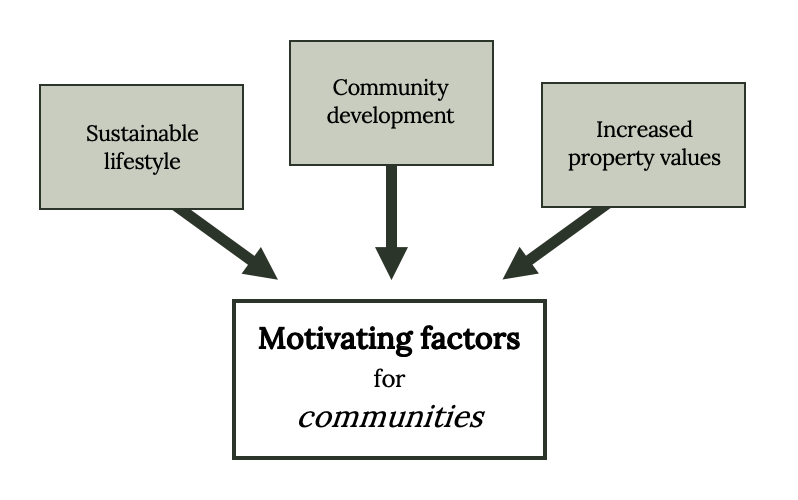 Sustainable
lifestyle
Community
development
Increased
property values
Motivating factors
for
communities